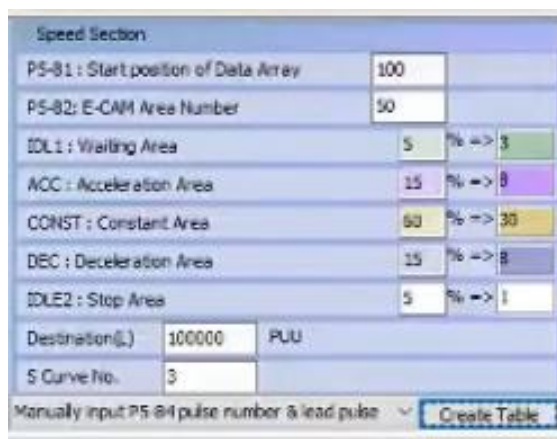 Speed Section
P5-81 : Start position of Data Array 100
P5-82: E-CAM Area Number 50
IDL1 : Waiting Area 5 % => 3
ACC : Acceleration Area 15 % => 8
CONST : Constant Area 60 % => 30
DEC : Deceleration Area 15 % => 8
IDLE2 : Stop Area 5 % => 1
Destination(L) 100000 PUU
S Curve No. 3
Manually input P5-84 pulse number & lead pulse Create Table